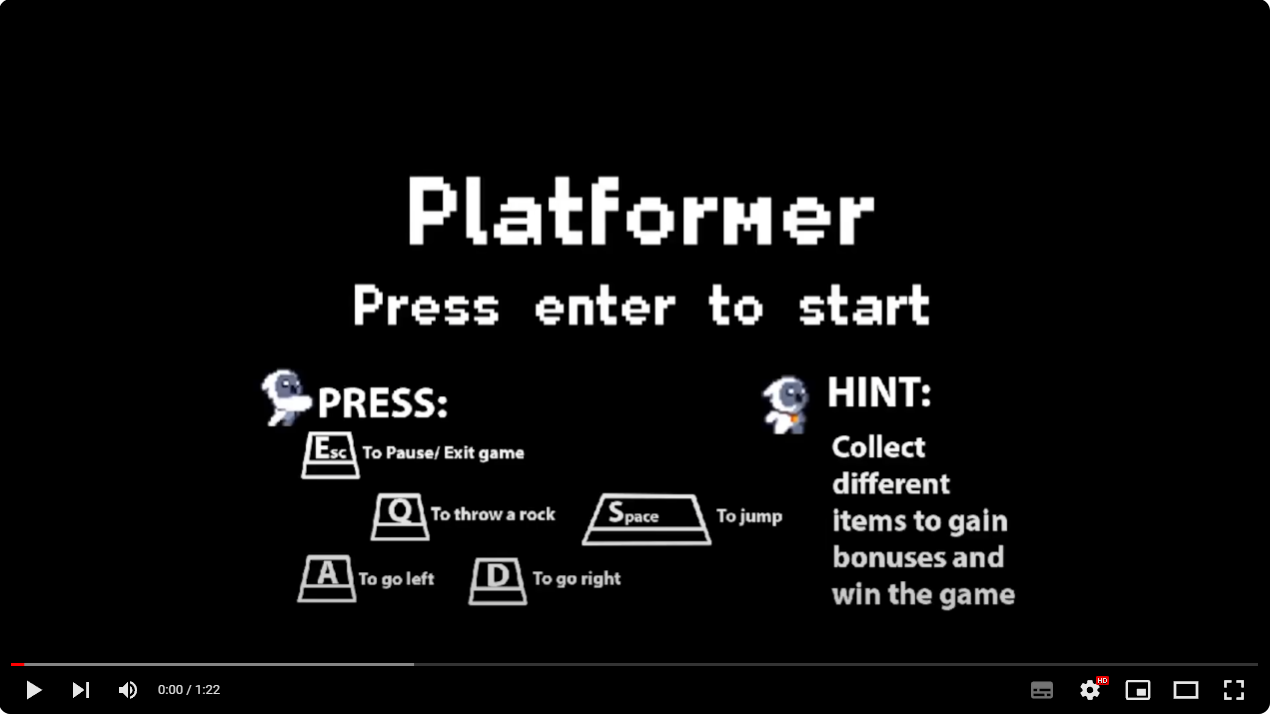 Platformer
Press enter to start
PRESS:
Esc To Pause/ Exit game
Q To throw a rock
Space To jump
A To go left
D To go right
HINT:
Collect
different
items to gain
bonuses and
win the game
0:00 / 1:22
HD